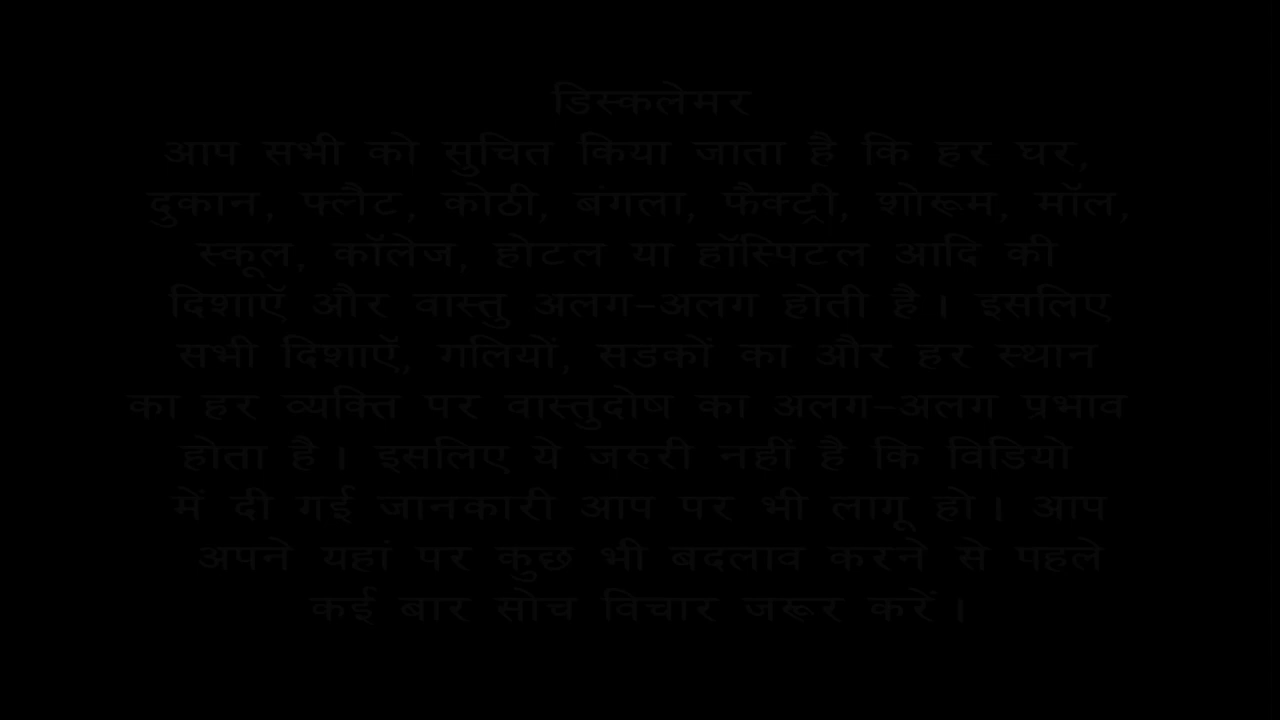 डिस्कलेमर
आप सभी को सुचित किया जाता है कि हर घर,
दुकान, फ्लैट, कोठी, बंगला, फैक्ट्री, शोरूम, मॉल,
स्कूल, कॉलेज, होटल या हॉस्पिटल आदि की
दिशाऍ और वास्तु अलग-अलग होती है। इसलिए
सभी दिशाऍ, गलियों, सडकों का और हर स्थान
का हर व्यक्ति पर वास्तुदोष का अलग-अलग प्रभाव
होता है। इसलिए ये जरुरी नहीं है कि विडियो
में दी गई जानकारी आप पर भी लागू हो। आप
अपने यहां पर कुछ भी बदलाव करने से पहले
कई बार सोच विचार जरूर करें।